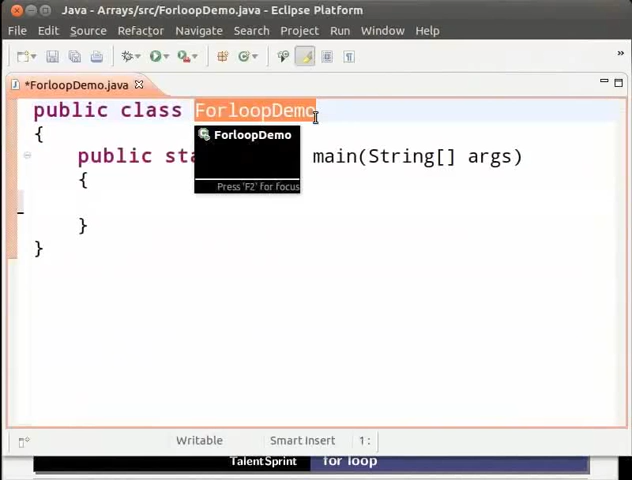 Java - Arrays/src/ForloopDemo.java - Eclipse Platform
File Edit Source Refactor Navigate Search Project Run Window Help
*ForloopDemo.java
public class ForloopDemo
{
ForloopDemo
public sta main(String[] args)
{
Press 'F2' for focus
}
}
Writable Smart Insert 1 :
TalentSprint for loop